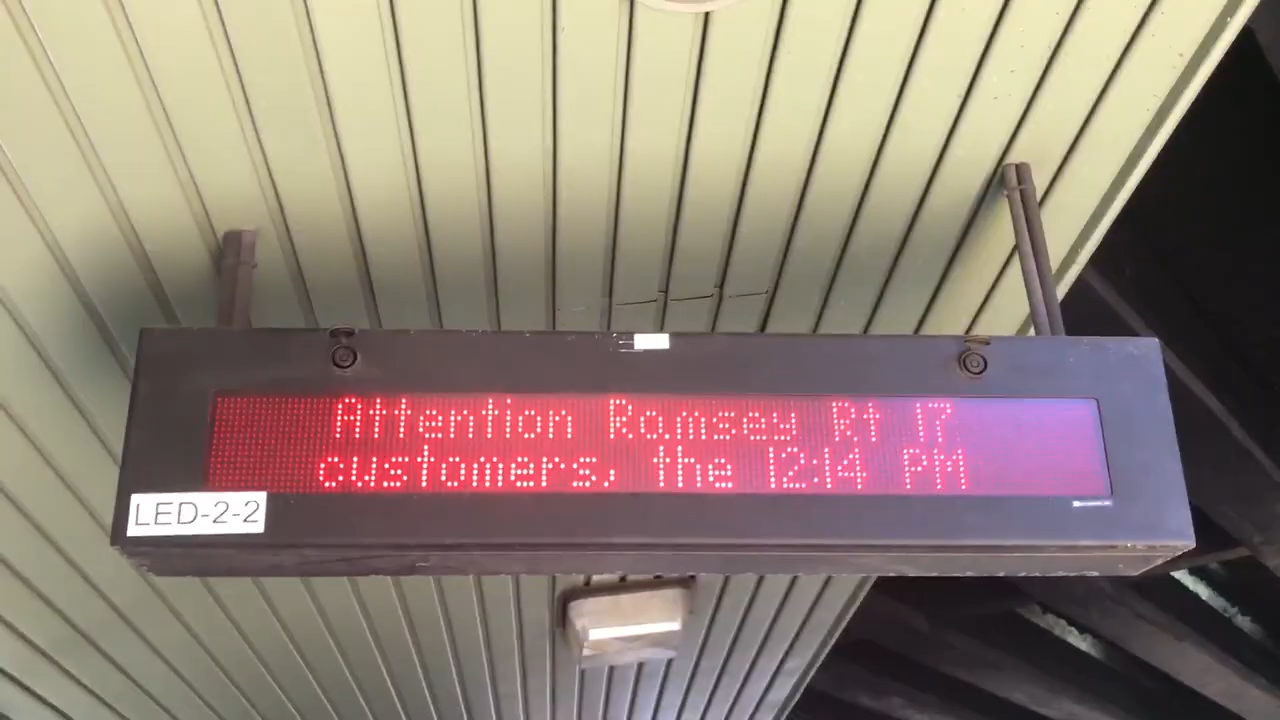 Attention Ramsey Rt 17
customers, the 12:14 PM
LED-2-2